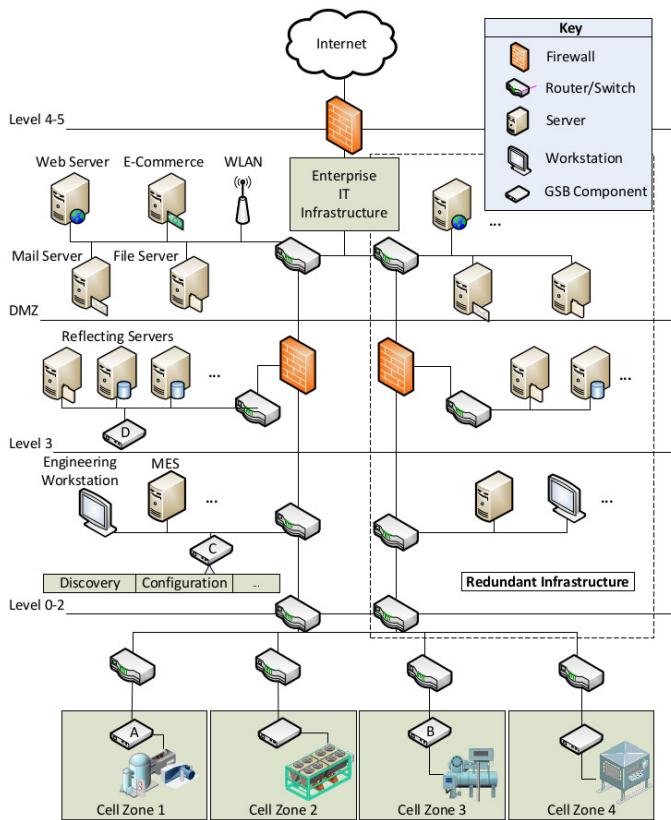 Internet
Key
Firewall
Router/Switch
Server
Workstation
GSB Component
Level 4-5
Web Server
E-Commerce
WLAN
Enterprise
IT
Infrastructure
...
Mail Server
File Server
DMZ
Reflecting Servers
...
...
D
Level 3
Engineering
Workstation
MES
...
...
C
Discovery
Configuration
...
Redundant Infrastructure
Level 0-2
A
B
Cell Zone 1
Cell Zone 2
Cell Zone 3
Cell Zone 4